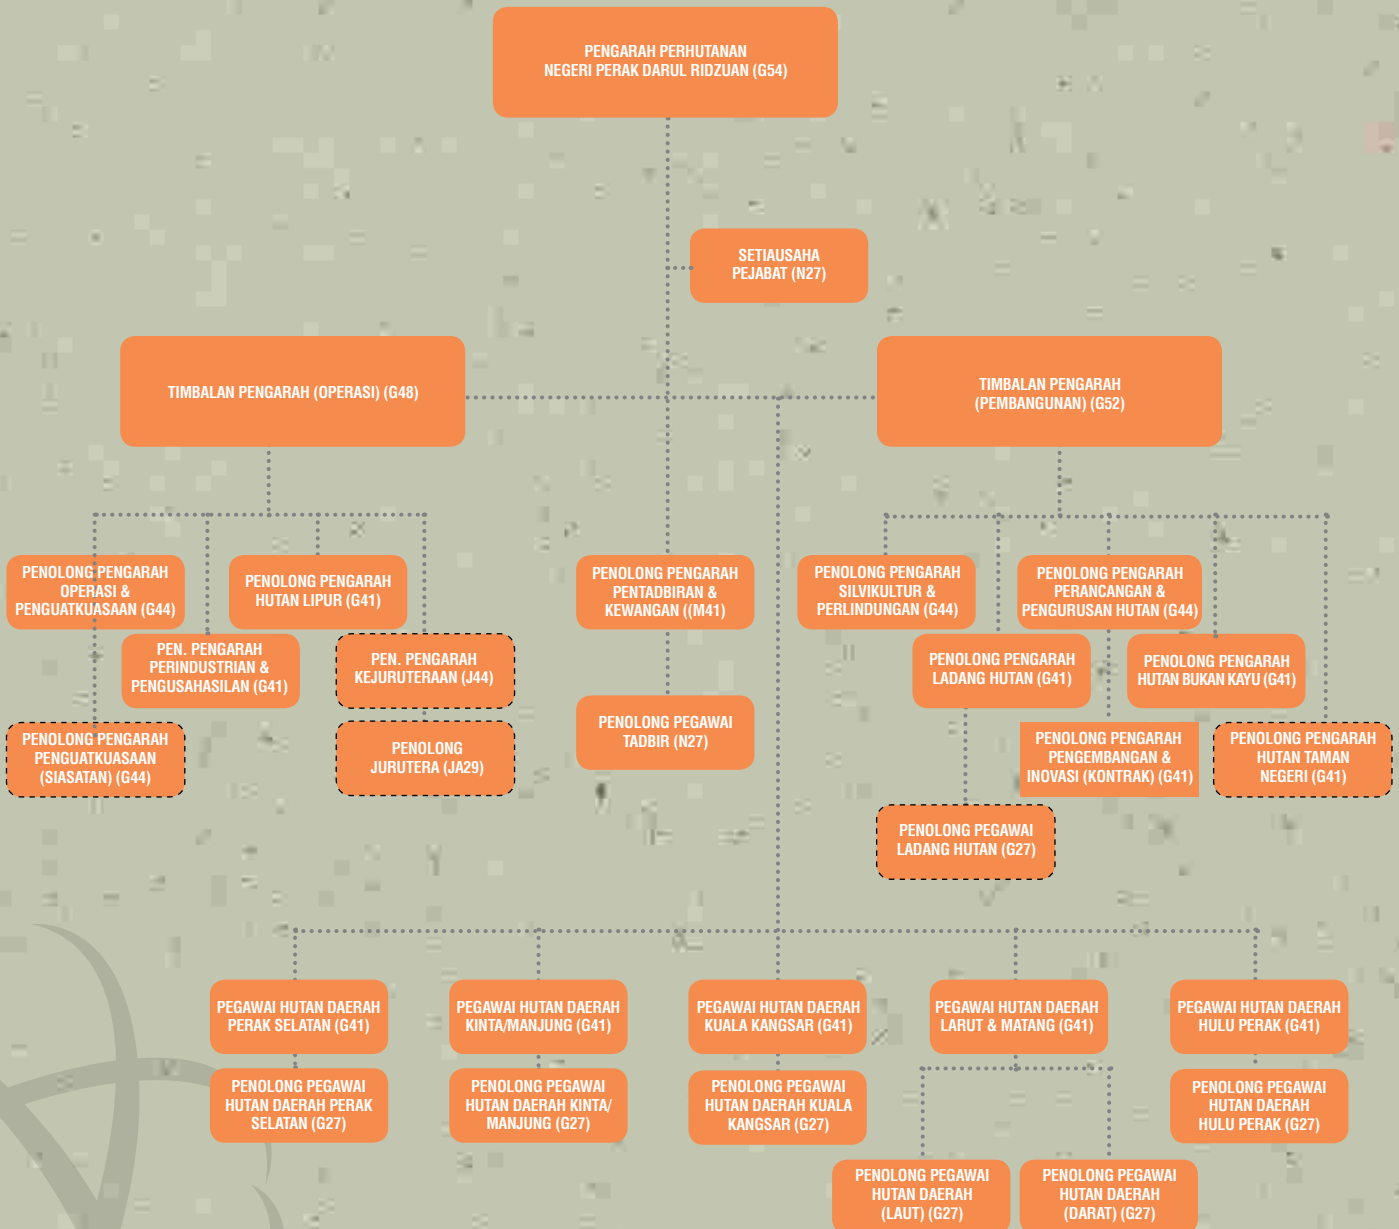 PENGARAH PERHUTANAN
NEGERI PERAK DARUL RIDZUAN (G54)
SETIAUSAHA
PEJABAT (N27)
TIMBALAN PENGARAH (OPERASI) (G48)
TIMBALAN PENGARAH
(PEMBANGUNAN) (G52)
PENOLONG PENGARAH
OPERASI &
PENGUATKUASAAN (G44)
PENOLONG PENGARAH
HUTAN LIPUR (G41)
PEN. PENGARAH
PERINDUSTRIAN &
PENGUSAHASILAN (G41)
PEN. PENGARAH
KEJURUTERAAN (J44)
PENOLONG PENGARAH
PENGUATKUASAAN
(SIASATAN) (G44)
PENOLONG
JURUTERA (JA29)
PENOLONG PENGARAH
PENTADBIRAN &
KEWANGAN ((M41)
PENOLONG PEGAWAI
TADBIR (N27)
PENOLONG PENGARAH
SILVIKULTUR &
PERLINDUNGAN (G44)
PENOLONG PENGARAH
PERANCANGAN &
PENGURUSAN HUTAN (G44)
PENOLONG PENGARAH
LADANG HUTAN (G41)
PENOLONG PENGARAH
HUTAN BUKAN KAYU (G41)
PENOLONG PENGARAH
PENGEMBANGAN &
INOVASI (KONTRAK) (G41)
PENOLONG PENGARAH
HUTAN TAMAN
NEGERI (G41)
PENOLONG PEGAWAI
LADANG HUTAN (G27)
PEGAWAI HUTAN DAERAH
PERAK SELATAN (G41)
PEGAWAI HUTAN DAERAH
KINTA/MANJUNG (G41)
PEGAWAI HUTAN DAERAH
KUALA KANGSAR (G41)
PEGAWAI HUTAN DAERAH
LARUT & MATANG (G41)
PEGAWAI HUTAN DAERAH
HULU PERAK (G41)
PENOLONG PEGAWAI
HUTAN DAERAH PERAK
SELATAN (G27)
PENOLONG PEGAWAI
HUTAN DAERAH KINTA/
MANJUNG (G27)
PENOLONG PEGAWAI
HUTAN DAERAH KUALA
KANGSAR (G27)
PENOLONG PEGAWAI
HUTAN DAERAH
HULU PERAK (G27)
PENOLONG PEGAWAI
HUTAN DAERAH
(LAUT) (G27)
PENOLONG PEGAWAI
HUTAN DAERAH
(DARAT) (G27)